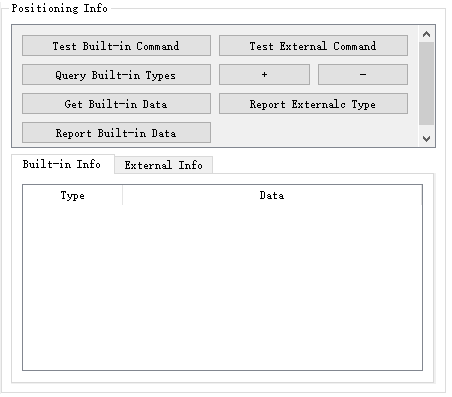 Positioning Info
Test Built-in Command Test External Command
Query Built-in Types + -
Get Built-in Data Report Externalc Type
Report Built-in Data
Built-in Info External Info
Type Data